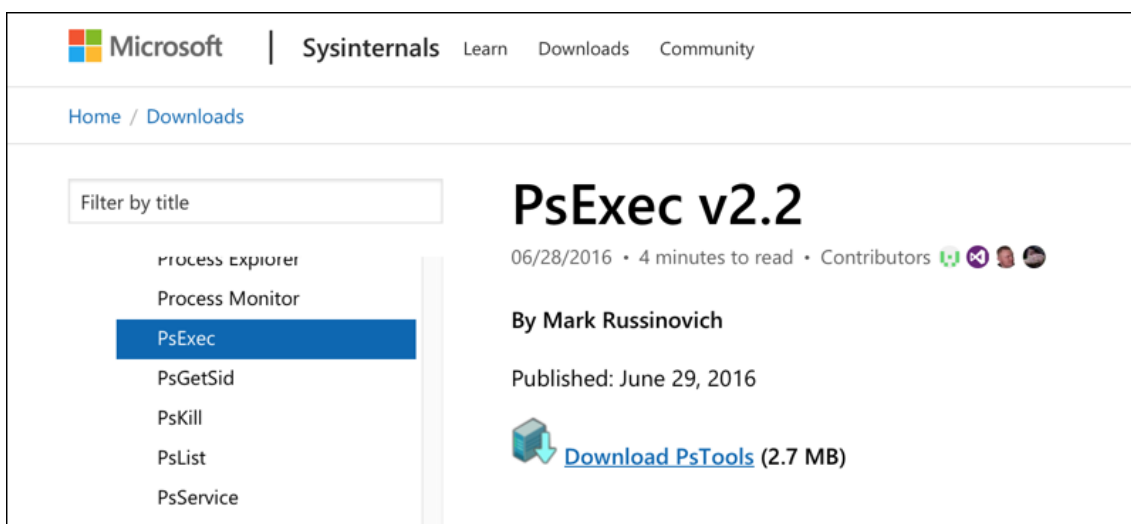 Microsoft | Sysinternals Learn Downloads Community
Home / Downloads
Filter by title
Process Explorer
Process Monitor
PsExec
PsGetSid
PsKill
PsList
PsService
PsExec v2.2
06/28/2016 • 4 minutes to read • Contributors
By Mark Russinovich
Published: June 29, 2016
Download PsTools (2.7 MB)